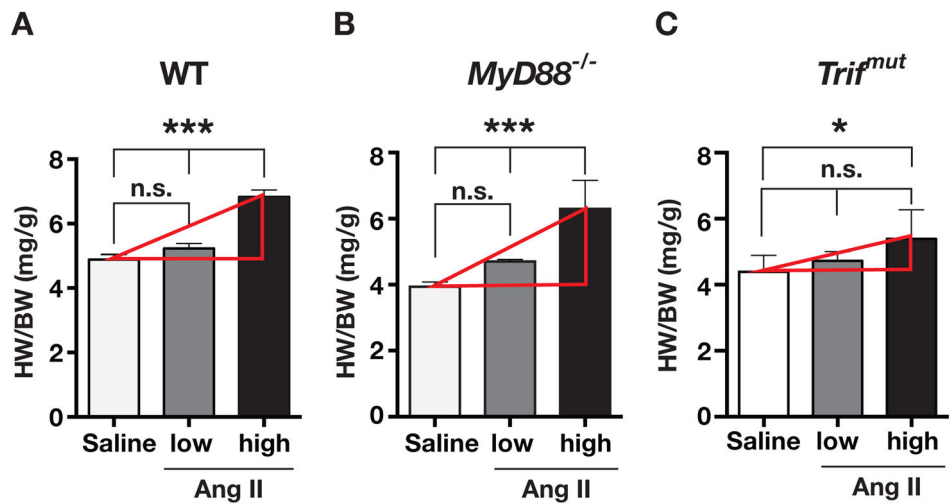 A
WT
***
n.s.
HW/BW (mg/g)
8
6
4
2
0
Saline low high
Ang II
B
MyD88-/-
***
n.s.
HW/BW (mg/g)
8
6
4
2
0
Saline low high
Ang II
C
Trifmut
*
n.s.
HW/BW (mg/g)
8
6
4
2
0
Saline low high
Ang II